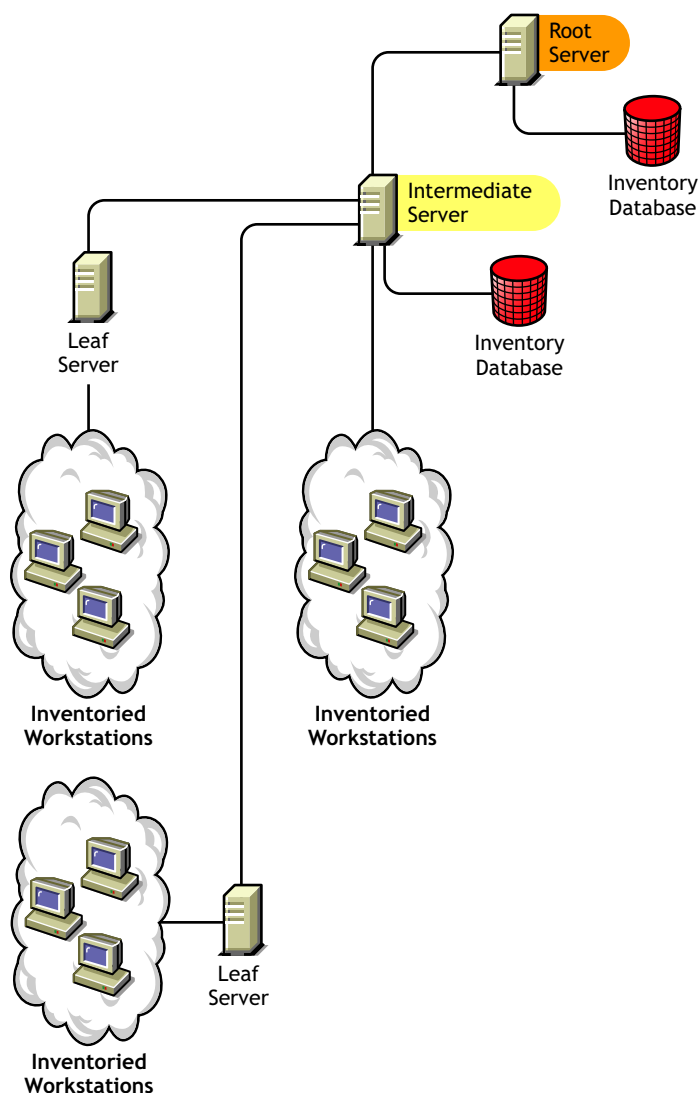 Root
Server
Inventory
Database
Intermediate
Server
Inventory
Database
Leaf
Server
Inventoried
Workstations
Inventoried
Workstations
Leaf
Server
Inventoried
Workstations